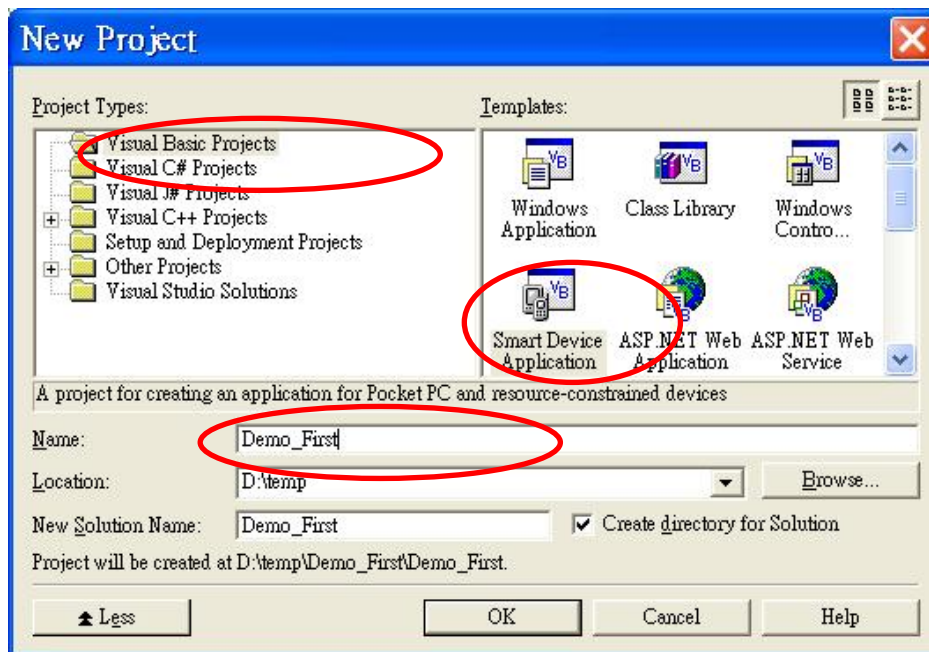 New Project
Project Types:
Templates:
Visual Basic Projects
Visual C# Projects
Visual J# Projects
Visual C++ Projects
Setup and Deployment Projects
Other Projects
Visual Studio Solutions
Windows Application
Class Library
Windows Contro...
Smart Device Application
ASP.NET Web Application
ASP.NET Web Service
A project for creating an application for Pocket PC and resource-constrained devices
Name:
Demo_First
Location:
D:\temp
Browse...
New Solution Name:
Demo_First
Create directory for Solution
Project will be created at D:\temp\Demo_First\Demo_First.
Less
OK
Cancel
Help